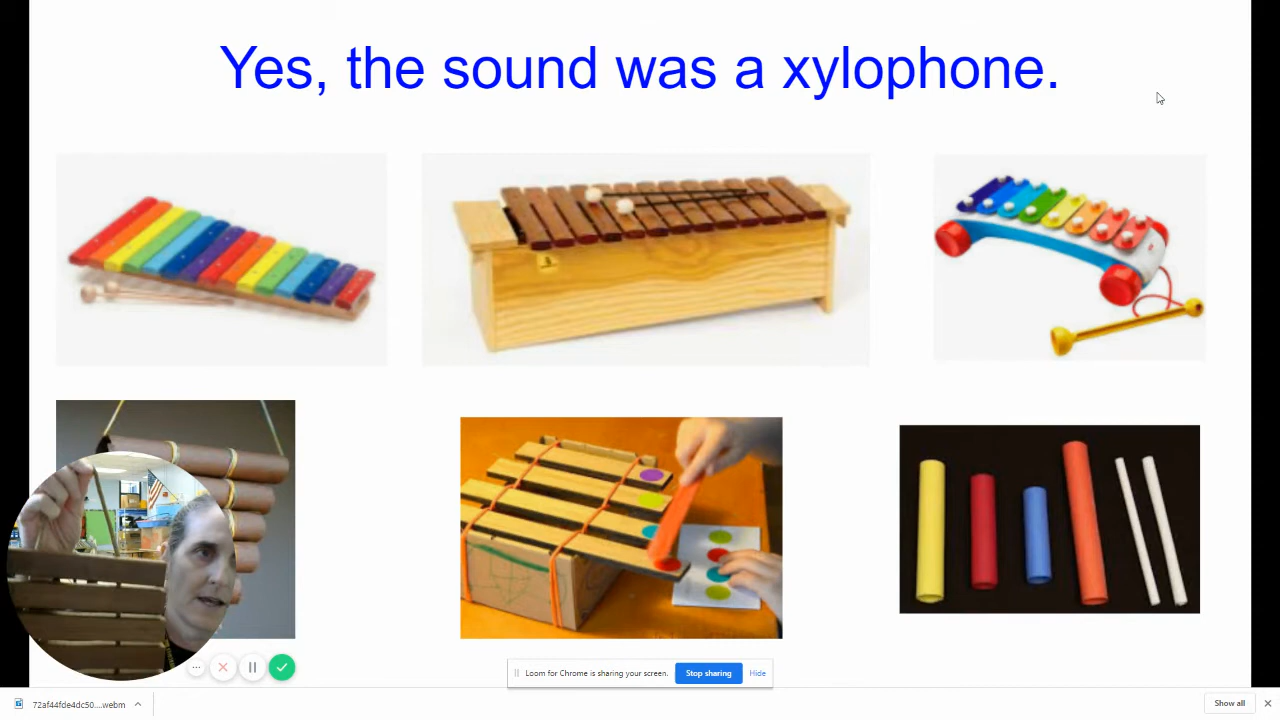 Yes, the sound was a xylophone.
Loom for Chrome is sharing your screen.
Stop sharing
Hide
72af44fde4dc50....webm
Show all